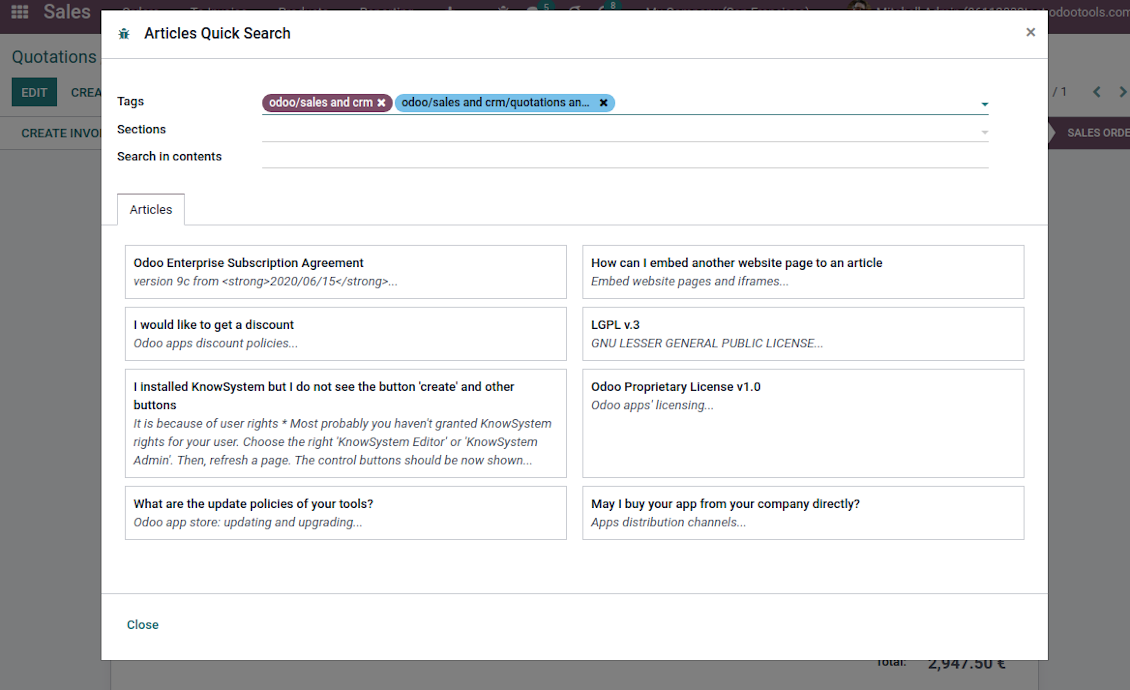 Sales
5
8
odootools.com
Articles Quick Search
×
Quotations
EDIT
CREA
/ 1
Tags
odoo/sales and crm ×
odoo/sales and crm/quotations an... ×
Sections
CREATE INVOI
SALES ORDE
Search in contents
Articles
Odoo Enterprise Subscription Agreement
version 9c from <strong>2020/06/15</strong>...
How can I embed another website page to an article
Embed website pages and iframes...
I would like to get a discount
Odoo apps discount policies...
LGPL v.3
GNU LESSER GENERAL PUBLIC LICENSE...
I installed KnowSystem but I do not see the button 'create' and other
buttons
It is because of user rights * Most probably you haven't granted KnowSystem
rights for your user. Choose the right 'KnowSystem Editor' or 'KnowSystem
Admin'. Then, refresh a page. The control buttons should be now shown...
Odoo Proprietary License v1.0
Odoo apps' licensing...
What are the update policies of your tools?
Odoo app store: updating and upgrading...
May I buy your app from your company directly?
Apps distribution channels...
Close
Total:
2,947.50 €